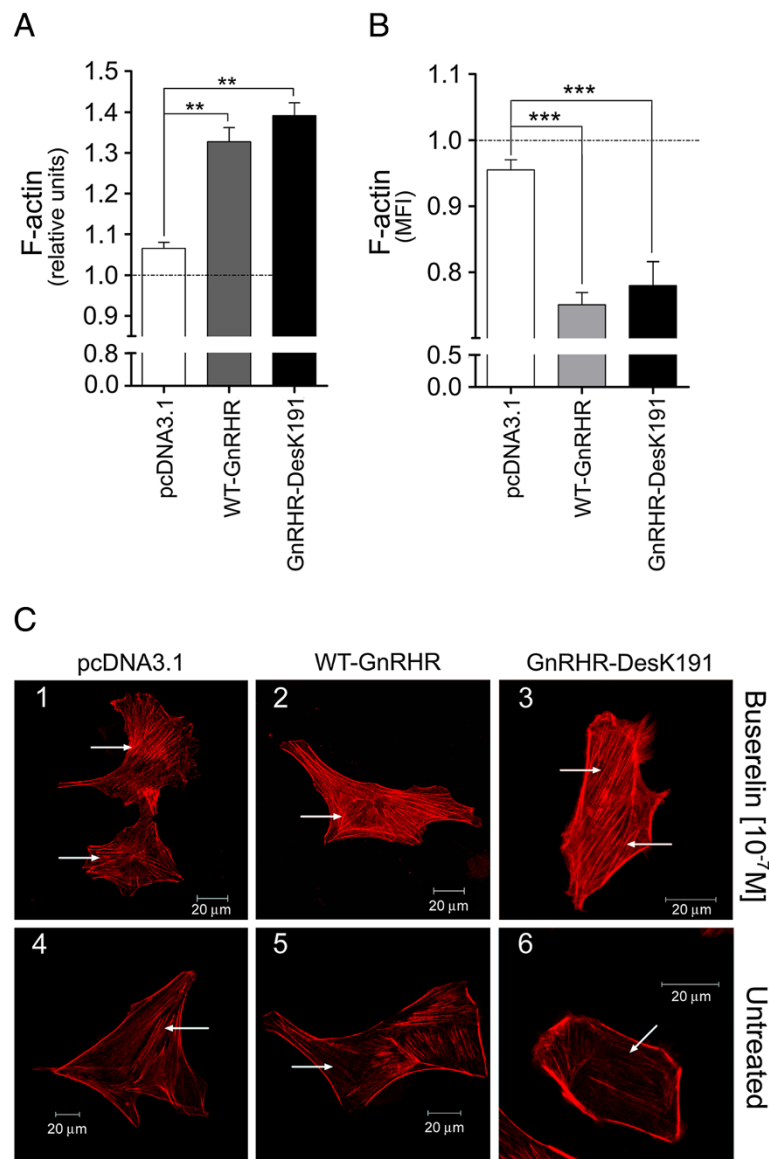 A
F-actin
(relative units)
1.5
1.4
1.3
1.2
1.1
1.0
0.9
0.8
0.0
**
**
pcDNA3.1
WT-GnRHR
GnRHR-DesK191
B
F-actin
(MFI)
1.1
1.0
0.9
0.8
0.5
0.0
***
***
pcDNA3.1
WT-GnRHR
GnRHR-DesK191
C
pcDNA3.1
WT-GnRHR
GnRHR-DesK191
1
20 µm
2
20 µm
3
20 µm
Buserelin [10⁻⁷M]
4
20 µm
5
20 µm
6
20 µm
Untreated